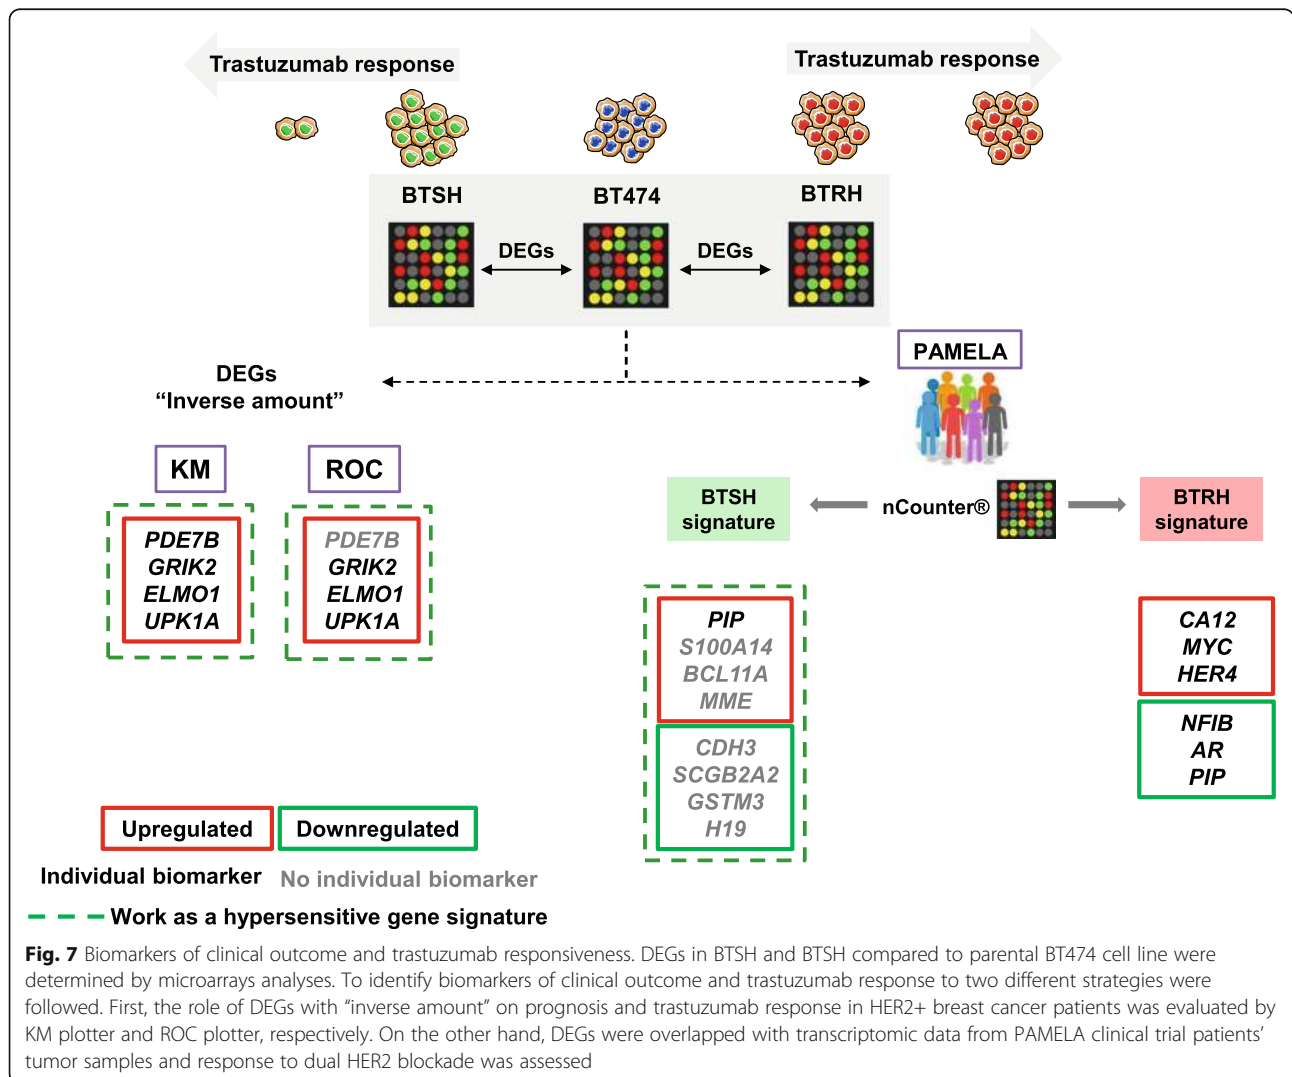 Trastuzumab response
Trastuzumab response
BTSH
BT474
BTRH
DEGs
DEGs
DEGs
“Inverse amount”
PAMELA
KM
ROC
PDE7B
GRIK2
ELMO1
UPK1A
PDE7B
GRIK2
ELMO1
UPK1A
BTSH
signature
nCounter®
BTRH
signature
PIP
S100A14
BCL11A
MME
CDH3
SCGB2A2
GSTM3
H19
CA12
MYC
HER4
NFIB
AR
PIP
Upregulated
Downregulated
Individual biomarker
No individual biomarker
Work as a hypersensitive gene signature
Fig. 7 Biomarkers of clinical outcome and trastuzumab responsiveness. DEGs in BTSH and BTSH compared to parental BT474 cell line were
determined by microarrays analyses. To identify biomarkers of clinical outcome and trastuzumab response to two different strategies were
followed. First, the role of DEGs with “inverse amount” on prognosis and trastuzumab response in HER2+ breast cancer patients was evaluated by
KM plotter and ROC plotter, respectively. On the other hand, DEGs were overlapped with transcriptomic data from PAMELA clinical trial patients’
tumor samples and response to dual HER2 blockade was assessed